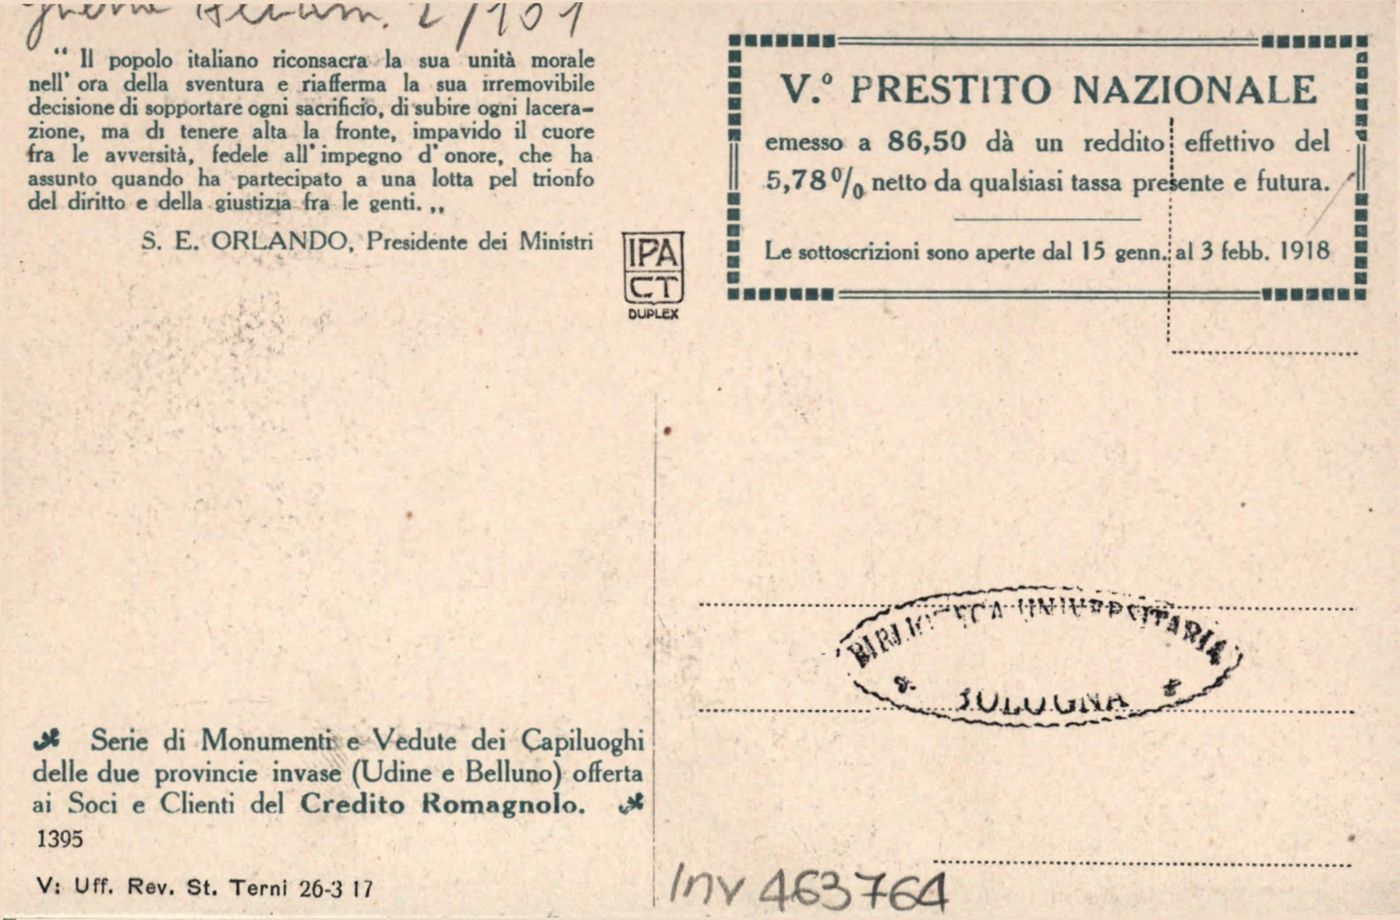 2/101
“ Il popolo italiano riconsacra la sua unità morale
nell' ora della sventura e riafferma la sua irremovibile
decisione di sopportare ogni sacrificio, di subire ogni lacera-
zione, ma di tenere alta la fronte, impavido il cuore
fra le avversità, fedele all' impegno d' onore, che ha
assunto quando ha partecipato a una lotta pel trionfo
del diritto e della giustizia fra le genti. „
S. E. ORLANDO, Presidente dei Ministri
IPA
CT
DUPLEX
V.º PRESTITO NAZIONALE
emesso a 86,50 dà un reddito effettivo del
5,78 % netto da qualsiasi tassa presente e futura.
Le sottoscrizioni sono aperte dal 15 genn. al 3 febb. 1918
BIBLIOTECA UNIVERSITARIA
BOLOGNA
Serie di Monumenti e Vedute dei Capiluoghi
delle due provincie invase (Udine e Belluno) offerta
ai Soci e Clienti del Credito Romagnolo.
1395
V: Uff. Rev. St. Terni 26-3 17
Inv 463764